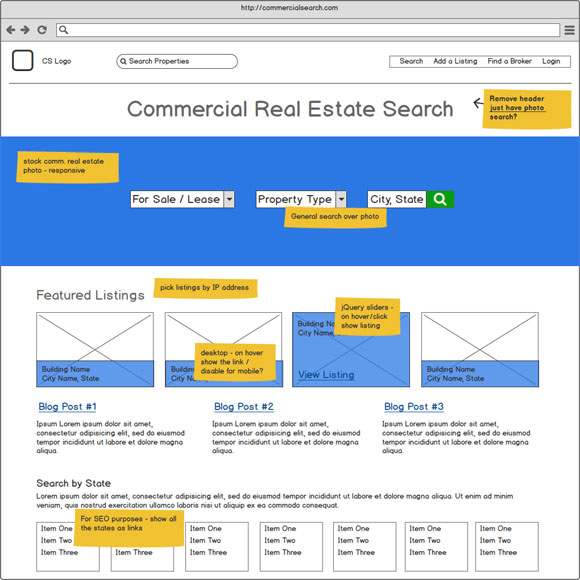 http://commercialsearch.com
CS Logo
Search Properties
Search Add a Listing Find a Broker Login
Commercial Real Estate Search
Remove header
just have photo
search?
stock comm. real estate
photo - responsive
For Sale / Lease
Property Type
City, State
General search over photo
pick listings by IP address
Featured Listings
jQuery sliders -
on hover/click
show listing
Building Name
City Name, State
desktop - on hover
show the link /
disable for mobile?
Building
City Name
View Listing
Building Name
City Name, State
Blog Post #1
Blog Post #2
Blog Post #3
Ipsum Lorem dolor sit amet,
consectetur adipisicing elit, sed do eiusmod
tempor incididunt ut labore et dolore magna
aliqua.
Ipsum Lorem dolor sit amet,
consectetur adipisicing elit, sed do eiusmod
tempor incididunt ut labore et dolore magna
aliqua.
Ipsum Lorem dolor sit amet,
consectetur adipisicing elit, sed do eiusmod
tempor incididunt ut labore et dolore magna
aliqua.
Search by State
Lorem ipsum dolor sit amet, consectetur adipisicing elit, sed do eiusmod tempor incididunt ut labore et dolore magna aliqua. Ut enim ad minim
veniam, quis nostrud exercitation ullamco laboris nisi ut aliquip ex ea commodo consequat.
For SEO purposes - show all
the states as links
Item One
Item Two
Item Three
Item Three
Item One
Item Two
Item Three
Item One
Item Two
Item Three
Item One
Item Two
Item Three
Item One
Item Two
Item Three
Item One
Item Two
Item Three